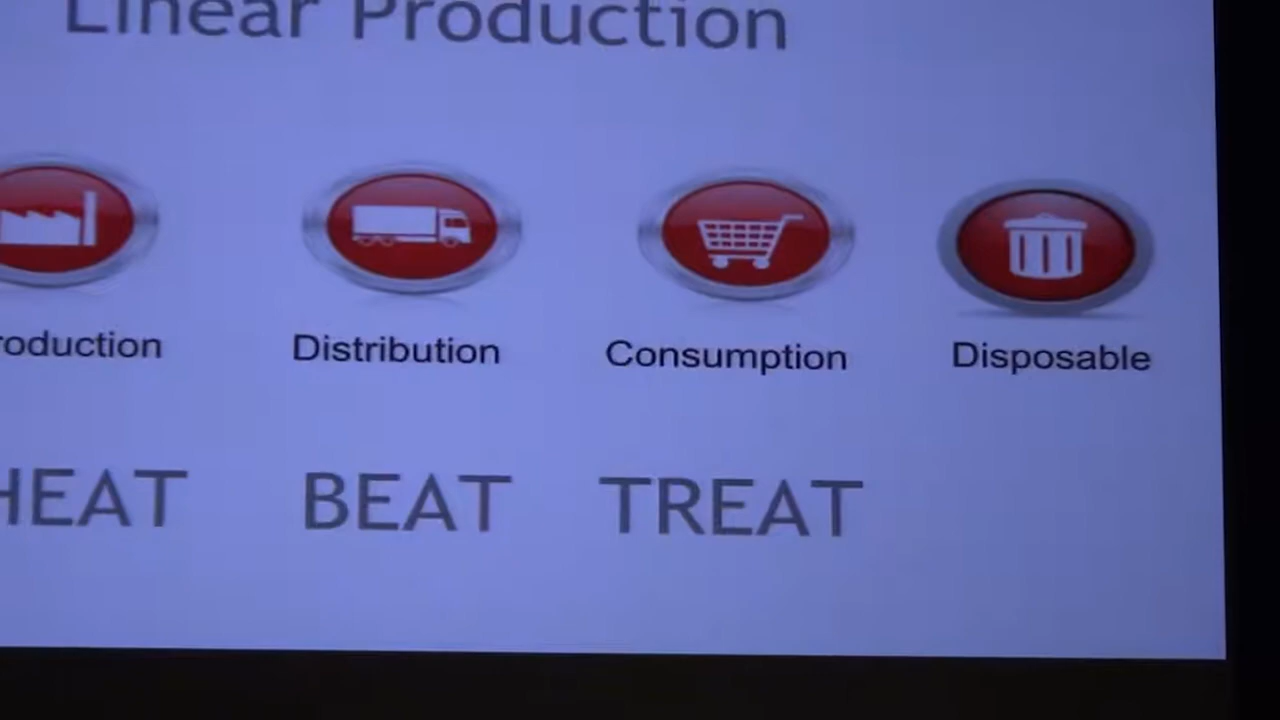 Linear Production
roduction Distribution Consumption Disposable
HEAT BEAT TREAT